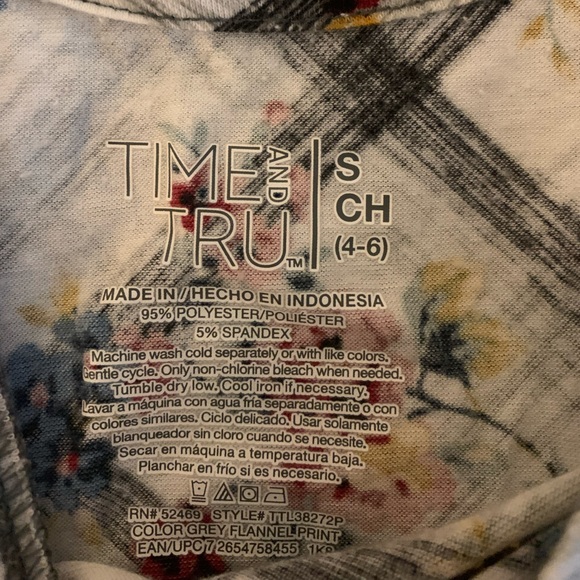 TIME AND TRU™
S
CH
(4-6)
MADE IN / HECHO EN INDONESIA
95% POLYESTER/POLIÉSTER
5% SPANDEX
Machine wash cold separately or with like colors.
Gentle cycle. Only non-chlorine bleach when needed.
Tumble dry low. Cool iron if necessary.
Lavar a máquina con agua fría separadamente o con
colores similares. Ciclo delicado. Usar solamente
blanqueador sin cloro cuando se necesite.
Secar en máquina a temperatura baja.
Planchar en frío si es necesario.
RN# 52469 STYLE# TTL38272P
COLOR GREY FLANNEL PRINT
EAN/UPC7 2654758455